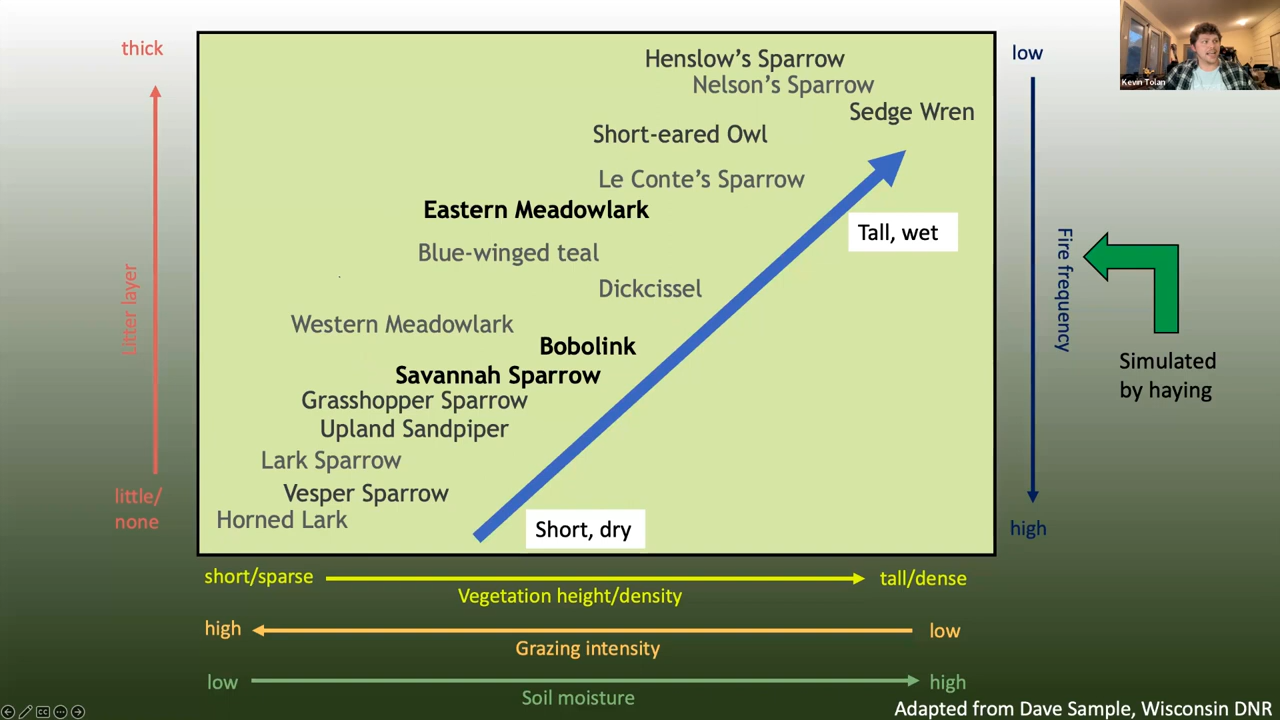 thick
Henslow's Sparrow
low
Nelson's Sparrow
Kevin Tolan
Sedge Wren
Short-eared Owl
Le Conte's Sparrow
Eastern Meadowlark
Tall, wet
Blue-winged teal
Dickcissel
Litter layer
Fire frequency
Western Meadowlark
Bobolink
Simulated
by haying
Savannah Sparrow
Grasshopper Sparrow
Upland Sandpiper
Lark Sparrow
Vesper Sparrow
little/
none
Horned Lark
Short, dry
high
short/sparse
tall/dense
Vegetation height/density
high
low
Grazing intensity
low
high
Soil moisture
Adapted from Dave Sample, Wisconsin DNR